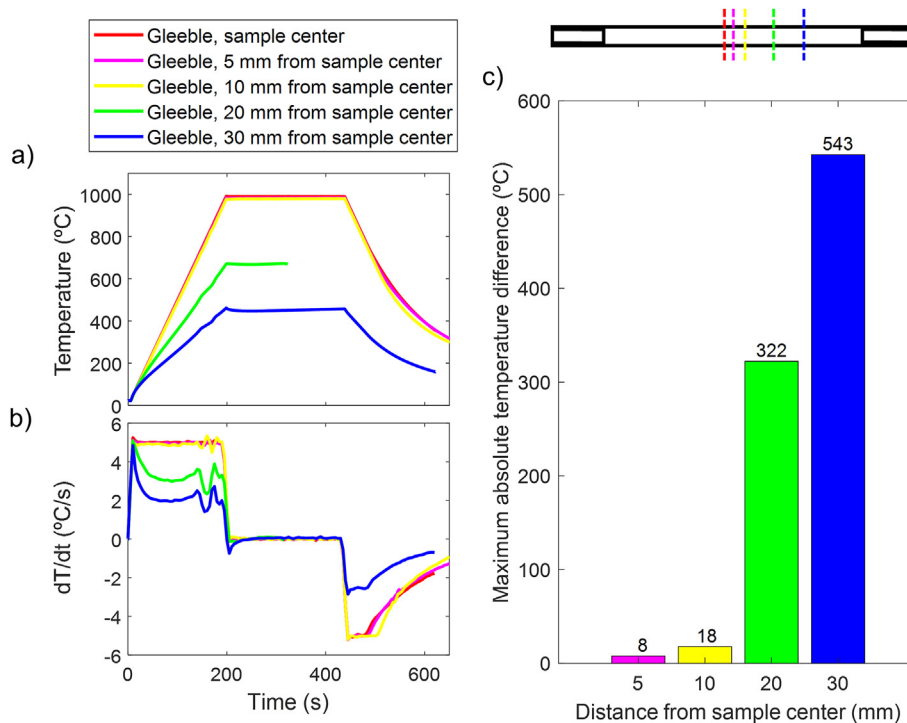 Gleeble, sample center
Gleeble, 5 mm from sample center
Gleeble, 10 mm from sample center
Gleeble, 20 mm from sample center
Gleeble, 30 mm from sample center
a)
Temperature (ºC)
1000
800
600
400
200
0
b)
dT/dt (ºC/s)
6
4
2
0
-2
-4
-6
0
200
400
600
Time (s)
c)
Maximum absolute temperature difference (ºC)
600
500
400
300
200
100
0
8
18
322
543
5
10
20
30
Distance from sample center (mm)